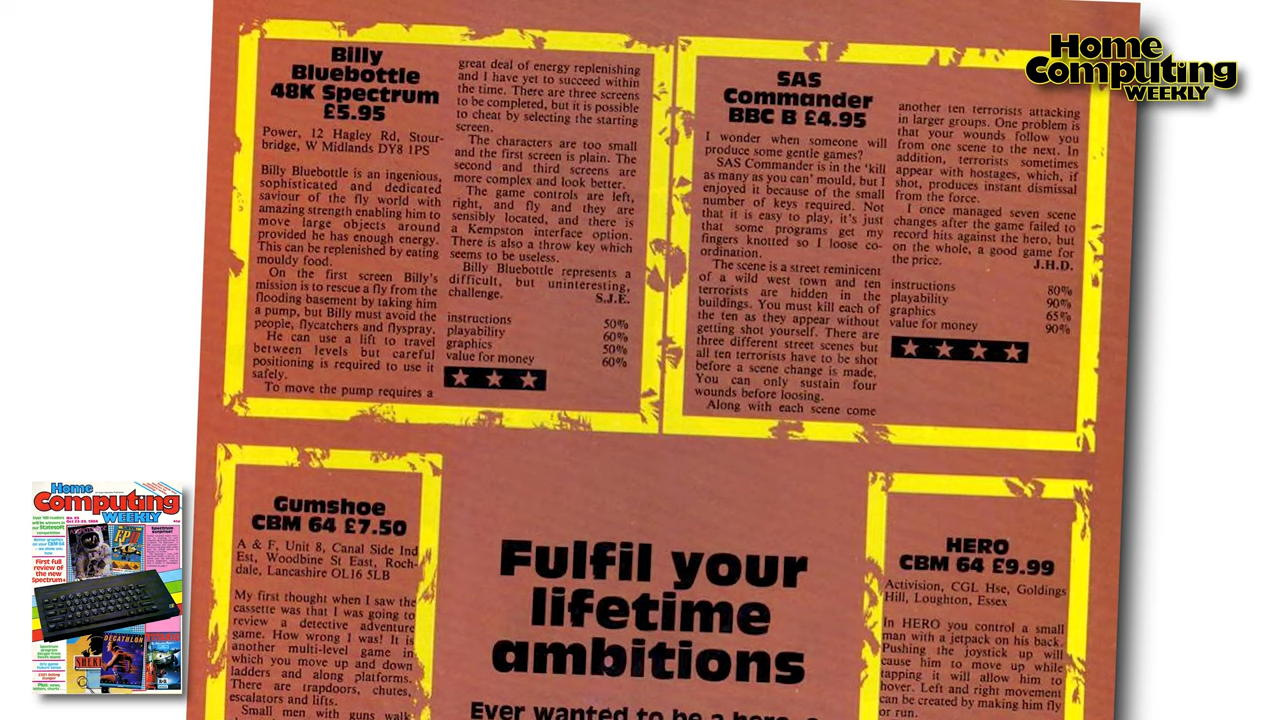 Billy
Bluebottle
48K Spectrum
£5.95
Power, 12 Hagley Rd, Stour-
bridge, W Midlands DY8 1PS
Billy Bluebottle is an ingenious,
sophisticated and dedicated
saviour of the fly world with
amazing strength enabling him to
move large objects around
provided he has enough energy.
This can be replenished by eating
mouldy food.
On the first screen Billy's
mission is to rescue a fly from the
flooding basement by taking him
a pump, but Billy must avoid the
people, flycatchers and flyspray.
He can use a lift to travel
between levels but careful
positioning is required to use it
safely.
To move the pump requires a
great deal of energy replenishing
and I have yet to succeed within
the time. There are three screens
to be completed, but it is possible
to cheat by selecting the starting
screen.
The characters are too small
and the first screen is plain. The
second and third screens are
more complex and look better.
The game controls are left,
right, and fly and they are
sensibly located, and there is
a Kempston interface option.
There is also a throw key which
seems to be useless.
Billy Bluebottle represents a
difficult, but uninteresting,
challenge. S.J.E.
instructions 50%
playability 60%
graphics 50%
value for money 60%
SAS
Commander
BBC B £4.95
I wonder when someone will
produce some gentle games?
SAS Commander is in the 'kill
as many as you can' mould, but I
enjoyed it because of the small
number of keys required. Not
that it is easy to play, it's just
that some programs get my
fingers knotted so I loose co-
ordination.
The scene is a street reminicent
of a wild west town and ten
terrorists are hidden in the
buildings. You must kill each of
the ten as they appear without
getting shot yourself. There are
three different street scenes but
all ten terrorists have to be shot
before a scene change is made.
You can only sustain four
wounds before loosing.
Along with each scene come
another ten terrorists attacking
in larger groups. One problem is
that your wounds follow you
from one scene to the next. In
addition, terrorists sometimes
appear with hostages, which, if
shot, produces instant dismissal
from the force.
I once managed seven scene
changes after the game failed to
record hits against the hero, but
on the whole, a good game for
the price. J.H.D.
instructions 80%
playability 90%
graphics 65%
value for money 90%
Home
Computing
WEEKLY
Gumshoe
CBM 64 £7.50
A & F, Unit 8, Canal Side Ind
Est, Woodbine St East, Roch-
dale, Lancashire OL16 5LB
My first thought when I saw the
cassette was that I was going to
review a detective adventure
game. How wrong I was! It is
another multi-level game in
which you move up and down
ladders and along platforms.
There are trapdoors, chutes,
escalators and lifts.
Small men with guns walk
Fulfil your
lifetime
ambitions
Ever wanted to be a hero, a
HERO
CBM 64 £9.99
Activision, CGL Hse, Goldings
Hill, Loughton, Essex
In HERO you control a small
man with a jetpack on his back.
Pushing the joystick up will
cause him to move up while
tapping it will allow him to
hover. Left and right movement
can be created by making him fly
or run.
Home
Computing
WEEKLY
First full
review of
the new
Spectrum+
DECATHLON